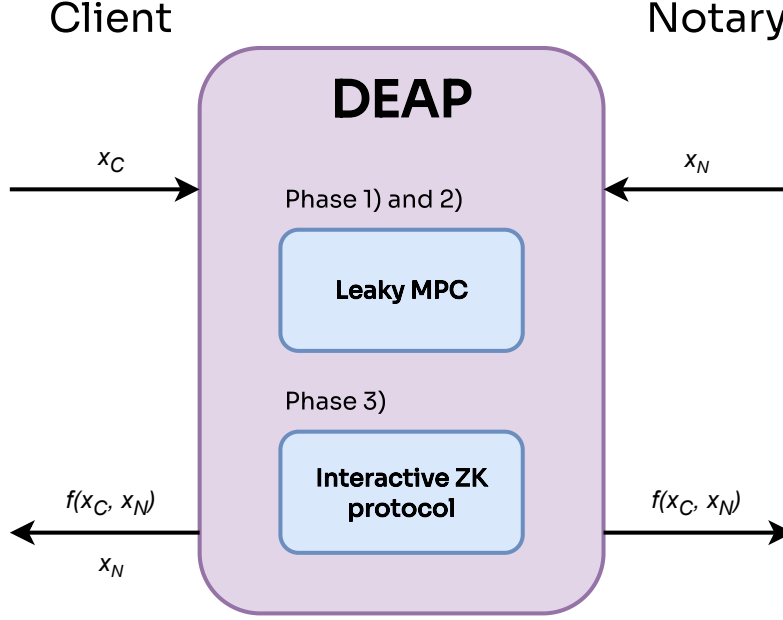 Client
Notary
DEAP
x_C
x_N
Phase 1) and 2)
Leaky MPC
Phase 3)
Interactive ZK
protocol
f(x_C, x_N)
f(x_C, x_N)
x_N